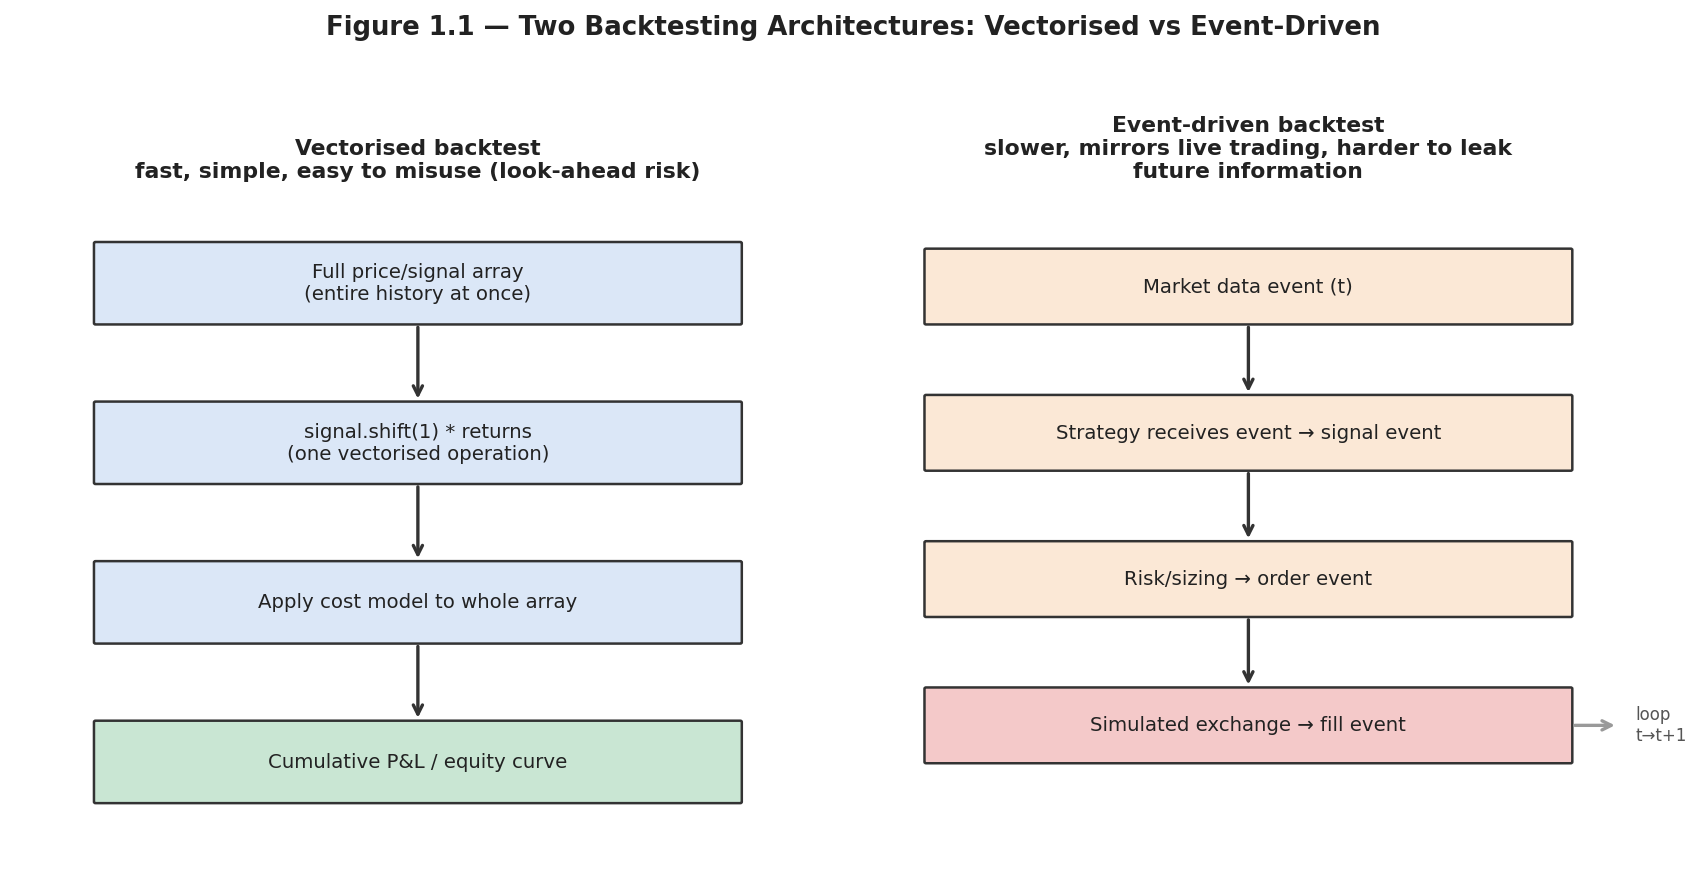 Figure 1.1 — Two Backtesting Architectures: Vectorised vs Event-Driven
Vectorised backtest
fast, simple, easy to misuse (look-ahead risk)
Full price/signal array
(entire history at once)
signal.shift(1) * returns
(one vectorised operation)
Apply cost model to whole array
Cumulative P&L / equity curve
Event-driven backtest
slower, mirrors live trading, harder to leak
future information
Market data event (t)
Strategy receives event → signal event
Risk/sizing → order event
Simulated exchange → fill event
loop
t→t+1